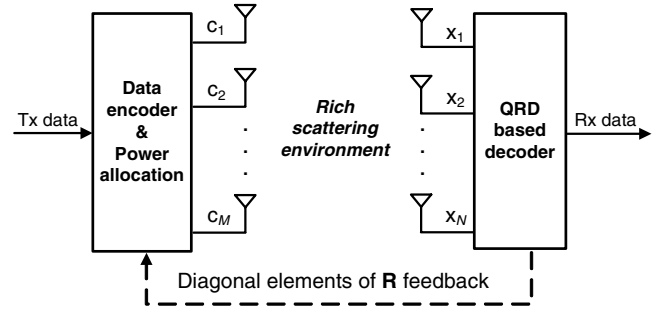 Tx data
Data
encoder
&
Power
allocation
c1
c2
cM
Rich
scattering
environment
x1
x2
xN
QRD
based
decoder
Rx data
Diagonal elements of R feedback